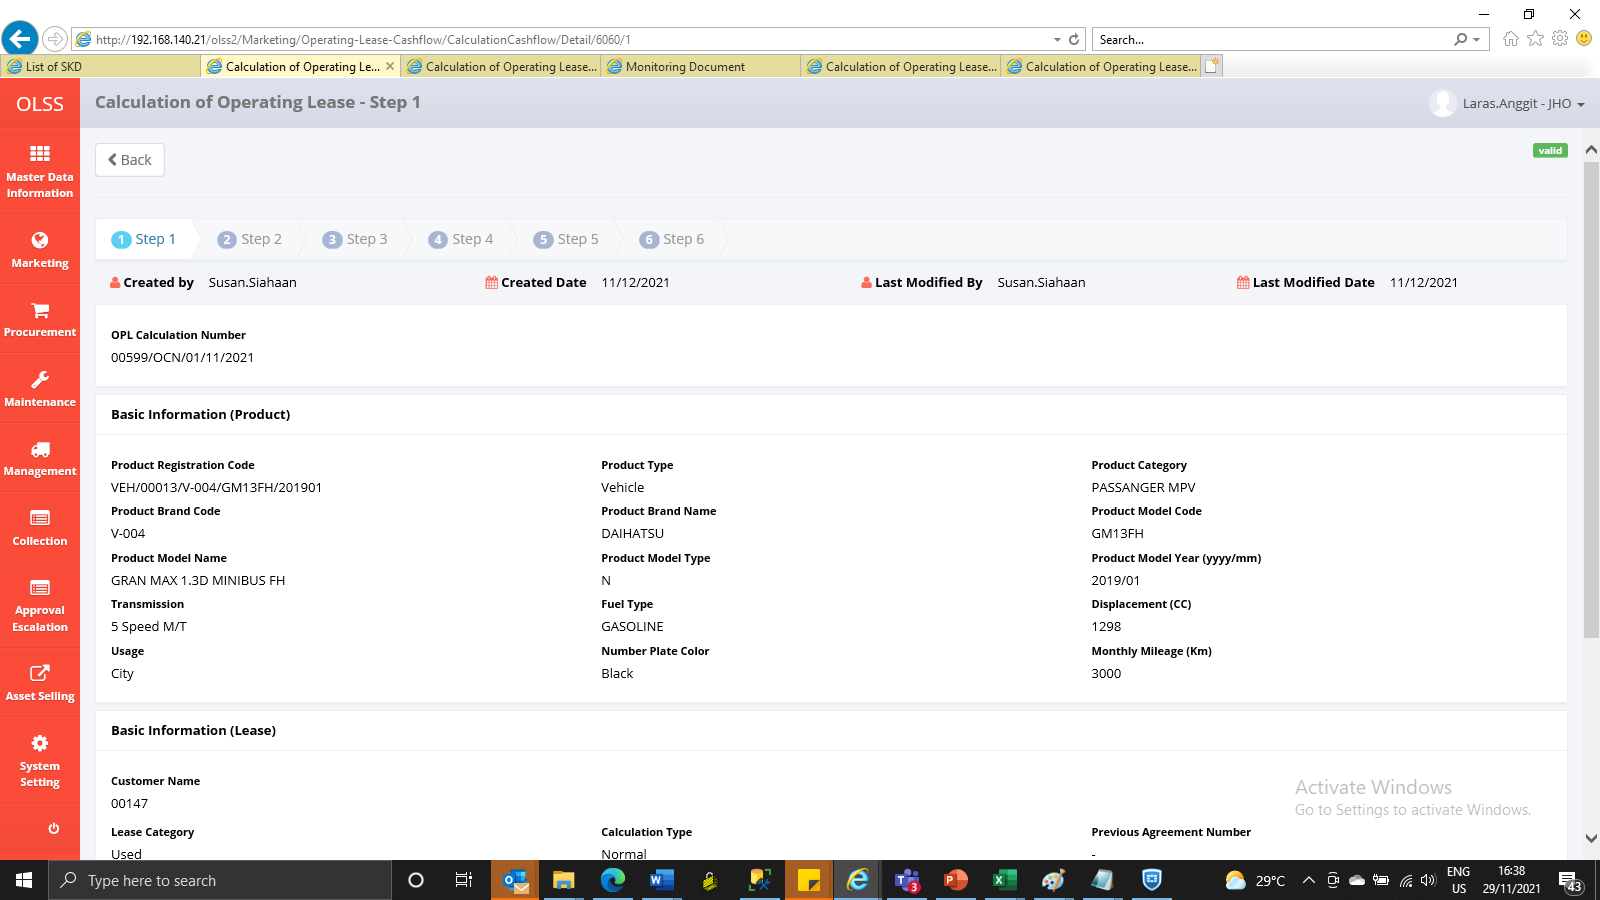 http://192.168.140.21/olss2/Marketing/Operating-Lease-Cashflow/CalculationCashflow/Detail/6060/1
Search...
List of SKD
Calculation of Operating Le...
Calculation of Operating Lease...
Monitoring Document
Calculation of Operating Lease...
Calculation of Operating Lease...
OLSS
Calculation of Operating Lease - Step 1
Laras.Anggit - JHO
Back
valid
Master Data
Information
Marketing
Procurement
Maintenance
Management
Collection
Approval
Escalation
Asset Selling
System
Setting
1 Step 1
2 Step 2
3 Step 3
4 Step 4
5 Step 5
6 Step 6
Created by Susan.Siahaan
Created Date 11/12/2021
Last Modified By Susan.Siahaan
Last Modified Date 11/12/2021
OPL Calculation Number
00599/OCN/01/11/2021
Basic Information (Product)
Product Registration Code
VEH/00013/V-004/GM13FH/201901
Product Type
Vehicle
Product Category
PASSANGER MPV
Product Brand Code
V-004
Product Brand Name
DAIHATSU
Product Model Code
GM13FH
Product Model Name
GRAN MAX 1.3D MINIBUS FH
Product Model Type
N
Product Model Year (yyyy/mm)
2019/01
Transmission
5 Speed M/T
Fuel Type
GASOLINE
Displacement (CC)
1298
Usage
City
Number Plate Color
Black
Monthly Mileage (Km)
3000
Basic Information (Lease)
Customer Name
00147
Lease Category
Used
Calculation Type
Normal
Previous Agreement Number
-
Activate Windows
Go to Settings to activate Windows.
Type here to search
3
29°C
ENG
US
16:38
29/11/2021
43